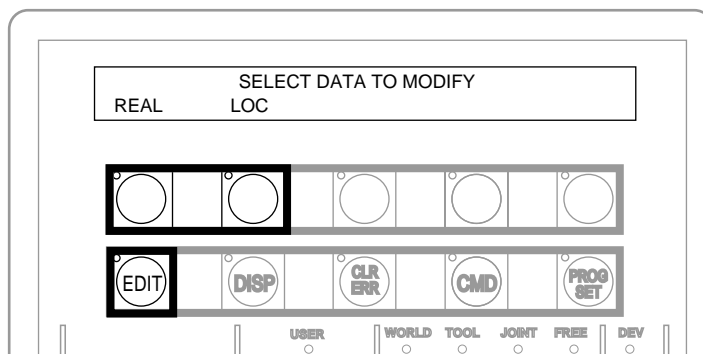 SELECT DATA TO MODIFY
REAL LOC
EDIT DISP CLR ERR CMD PROG SET
USER WORLD TOOL JOINT FREE DEV